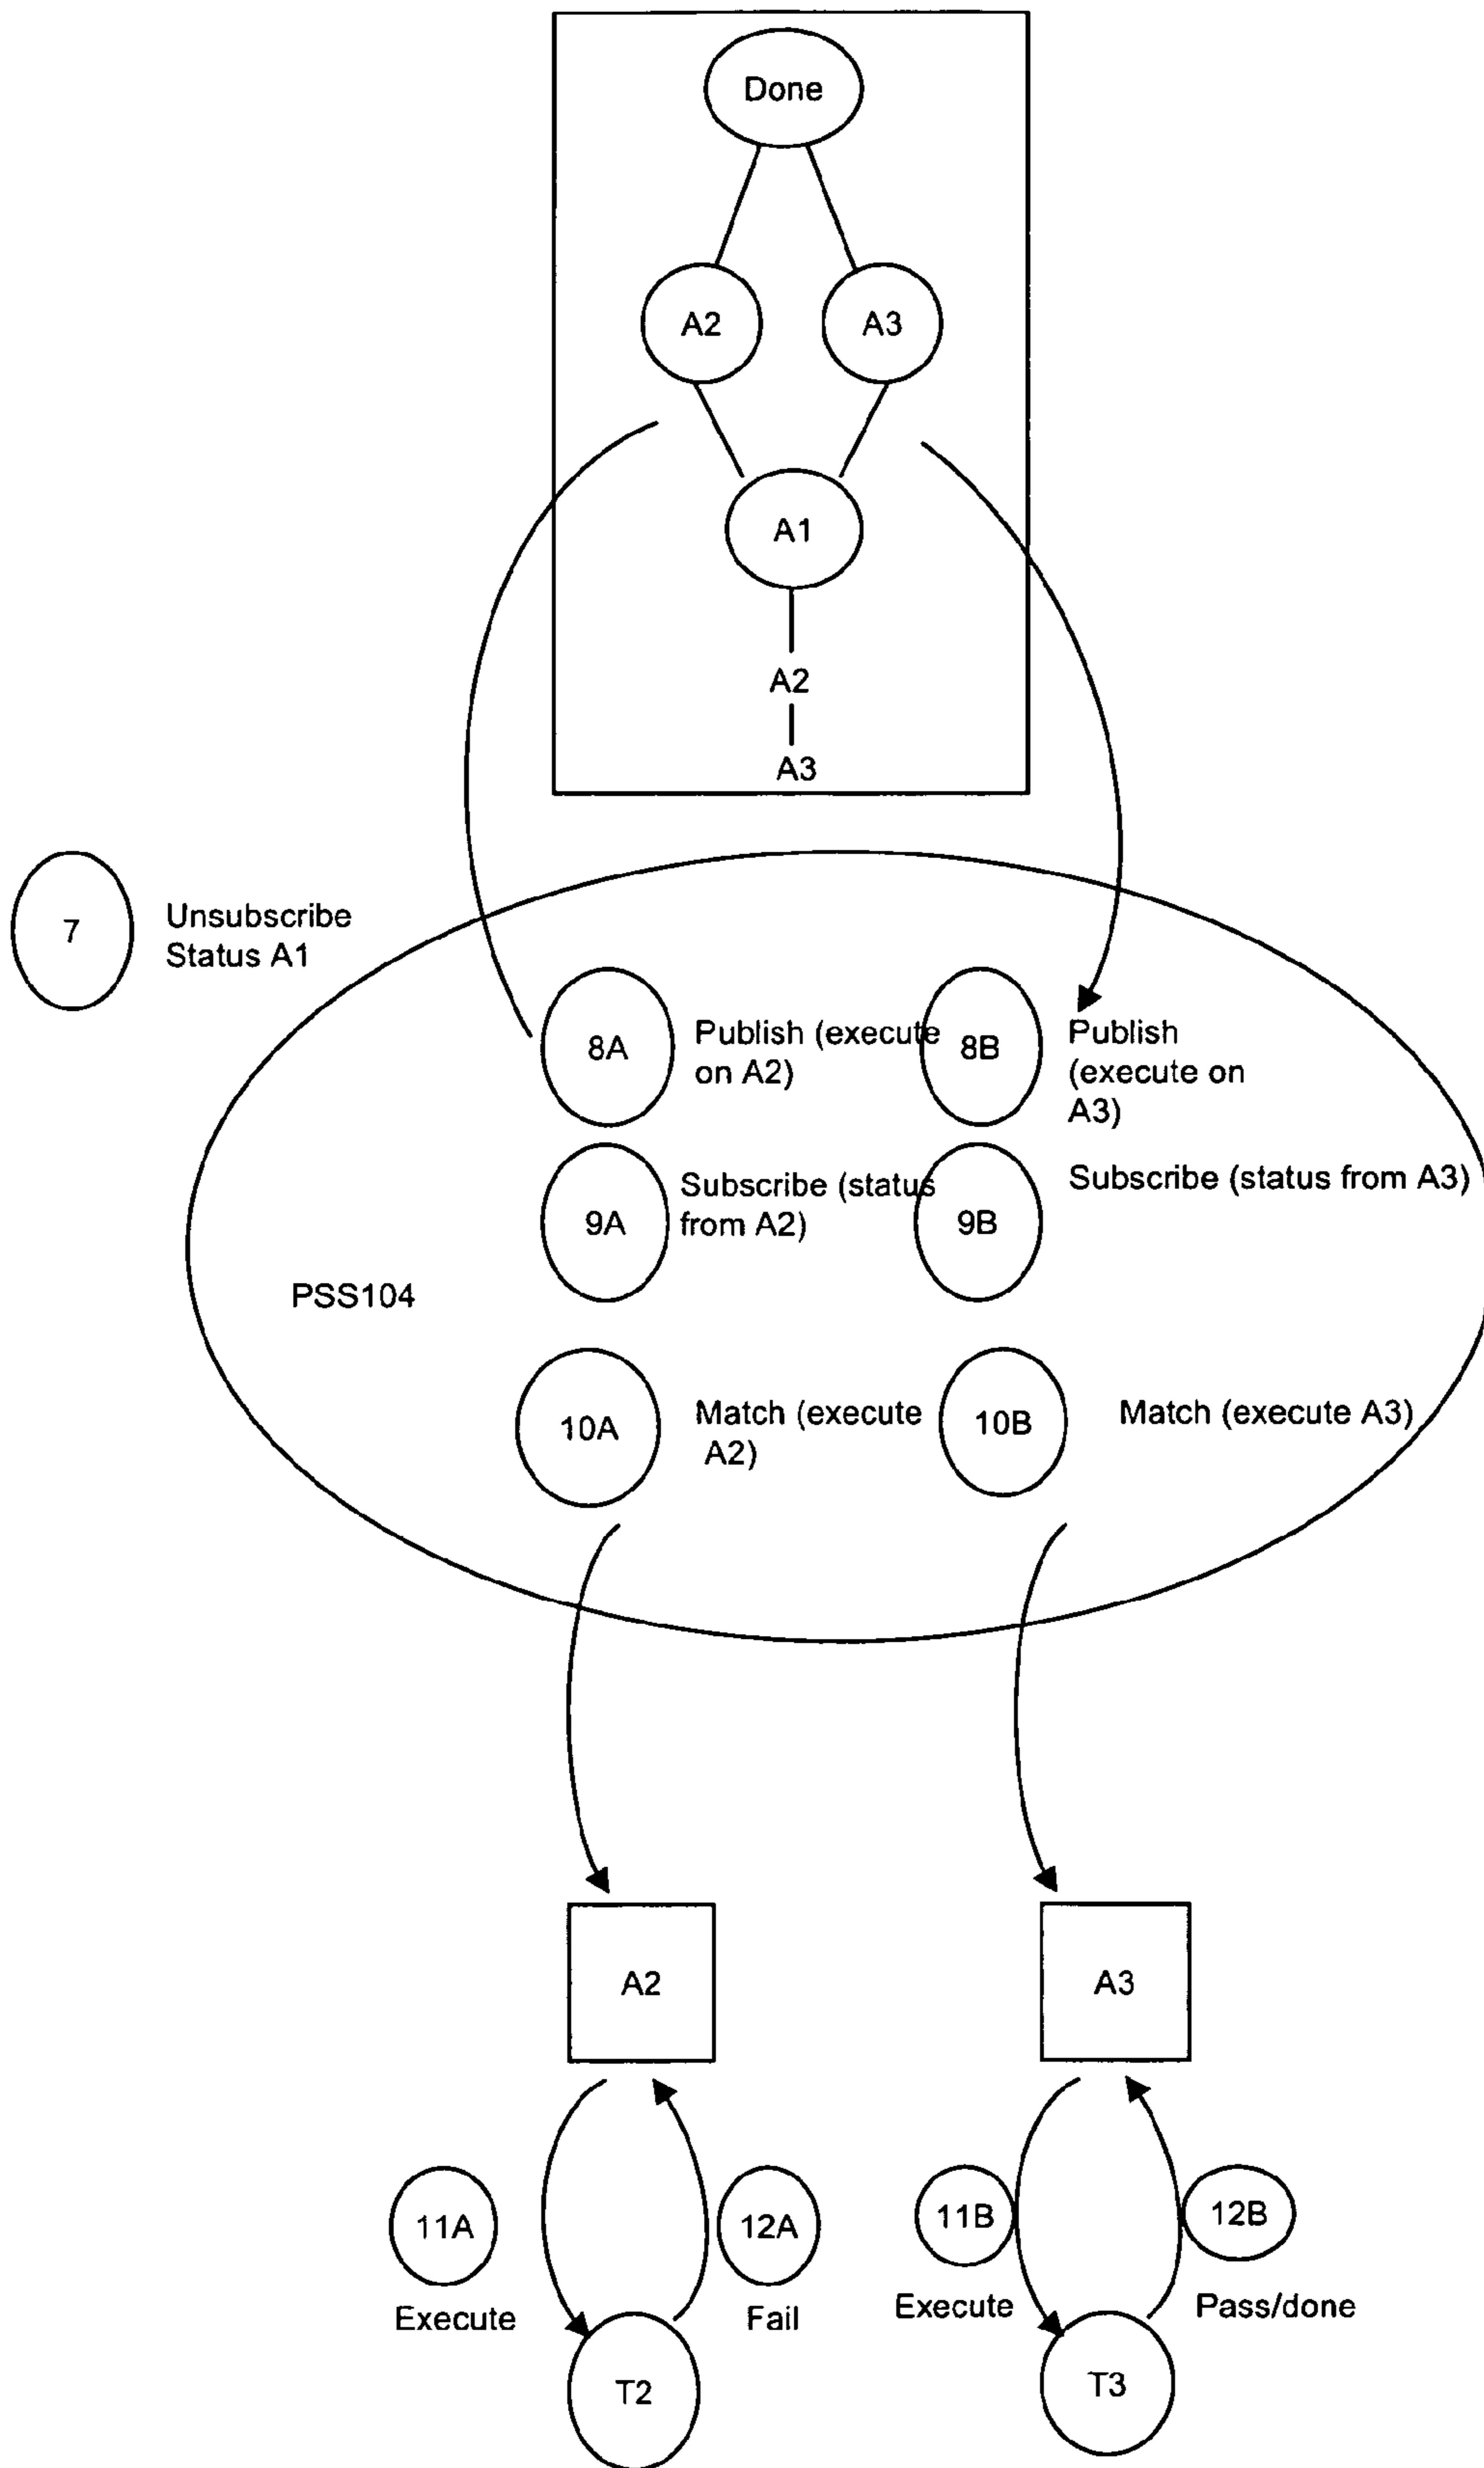 Done
A2
A3
A1
A2
A3
7
Unsubscribe
Status A1
8A
Publish (execute
on A2)
8B
Publish
(execute on
A3)
9A
Subscribe (status
from A2)
9B
Subscribe (status from A3)
PSS104
10A
Match (execute
A2)
10B
Match (execute A3)
A2
A3
11A
Execute
12A
Fail
11B
Execute
12B
Pass/done
T2
T3